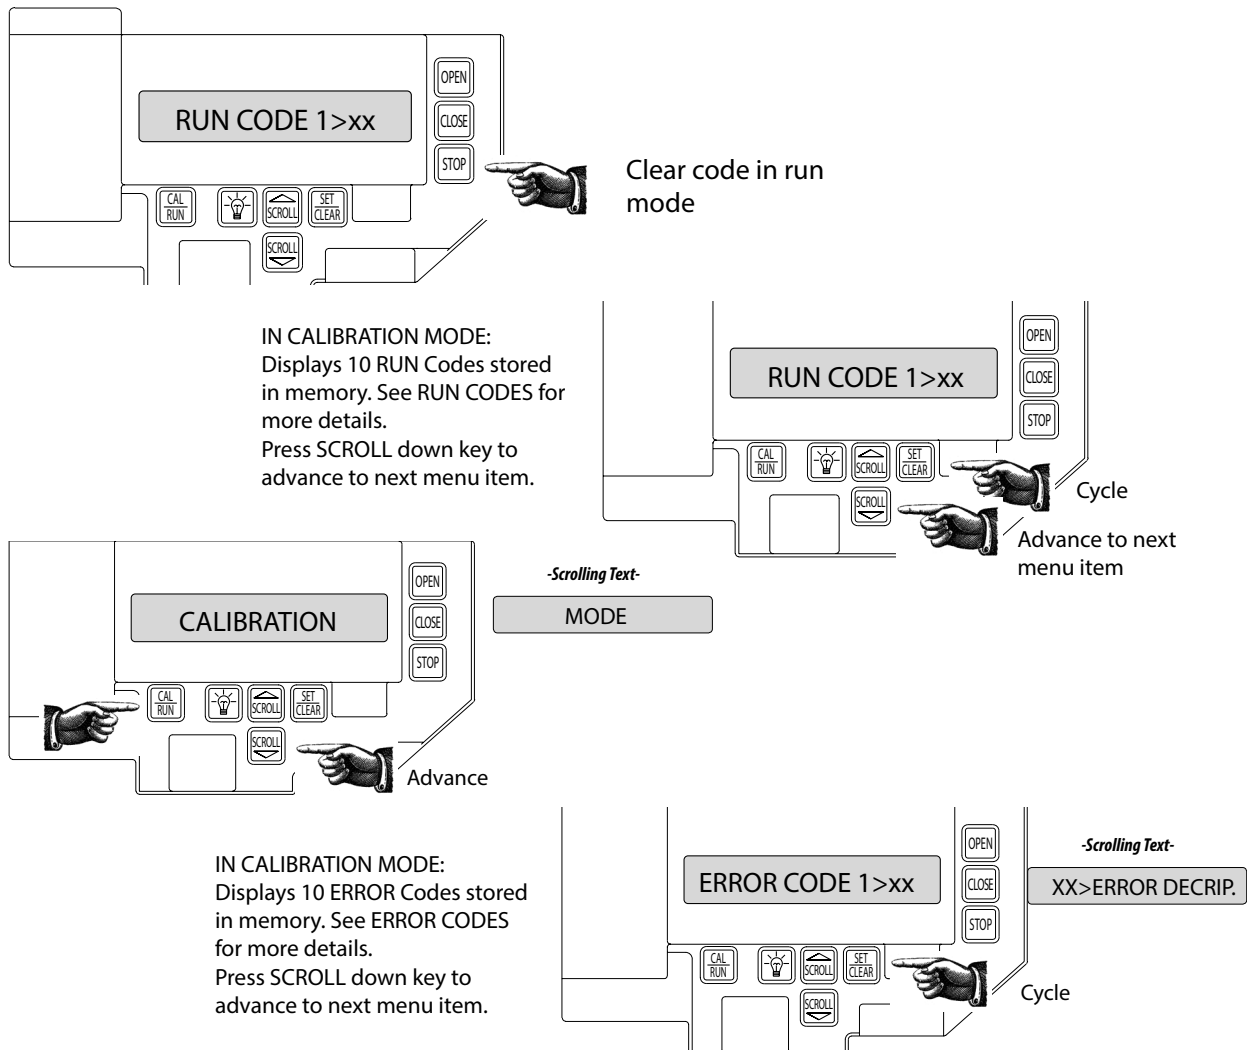 RUN CODE 1>xx
OPEN
CLOSE
STOP
CAL
RUN
SCROLL
SET
CLEAR
SCROLL
Clear code in run
mode
IN CALIBRATION MODE:
Displays 10 RUN Codes stored
in memory. See RUN CODES for
more details.
Press SCROLL down key to
advance to next menu item.
RUN CODE 1>xx
OPEN
CLOSE
STOP
CAL
RUN
SCROLL
SET
CLEAR
SCROLL
Cycle
Advance to next
menu item
CALIBRATION
OPEN
CLOSE
STOP
CAL
RUN
SCROLL
SET
CLEAR
SCROLL
Advance
-Scrolling Text-
MODE
IN CALIBRATION MODE:
Displays 10 ERROR Codes stored
in memory. See ERROR CODES
for more details.
Press SCROLL down key to
advance to next menu item.
ERROR CODE 1>xx
OPEN
CLOSE
STOP
CAL
RUN
SCROLL
SET
CLEAR
SCROLL
Cycle
-Scrolling Text-
XX>ERROR DECRIP.